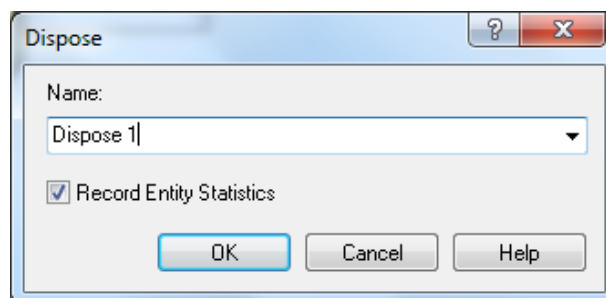 Dispose
Name:
Dispose 1
Record Entity Statistics
OK Cancel Help